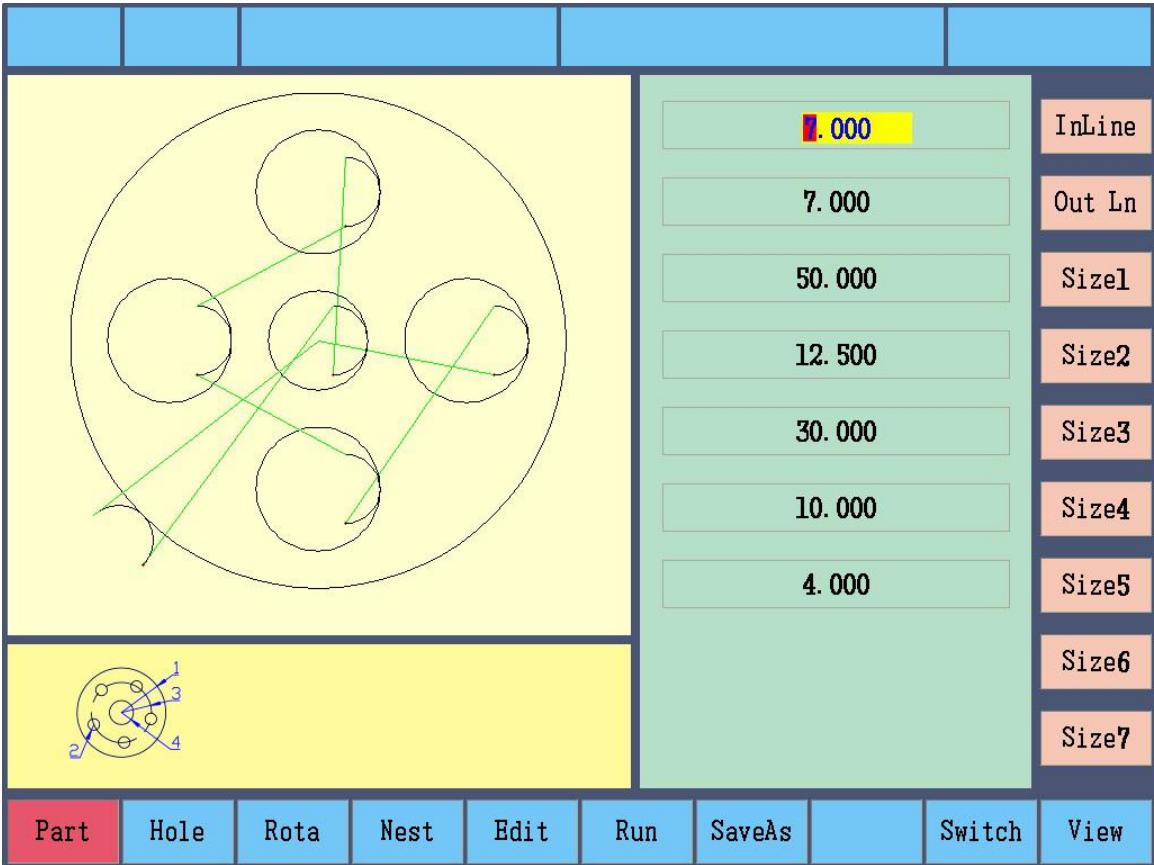 7.000 InLine
7.000 Out Ln
50.000 Size1
12.500 Size2
30.000 Size3
10.000 Size4
4.000 Size5
Size6
Size7
1
3
2
4
Part Hole Rota Nest Edit Run SaveAs Switch View